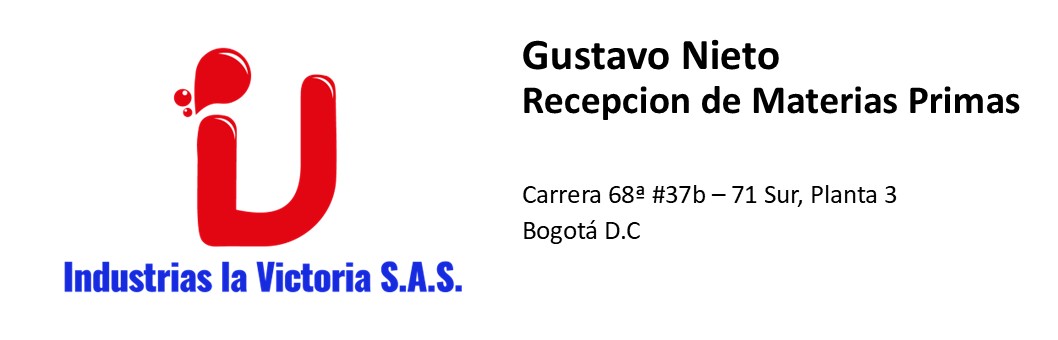 Gustavo Nieto
Recepcion de Materias Primas
Carrera 68ª #37b – 71 Sur, Planta 3
Bogotá D.C
Industrias la Victoria S.A.S.